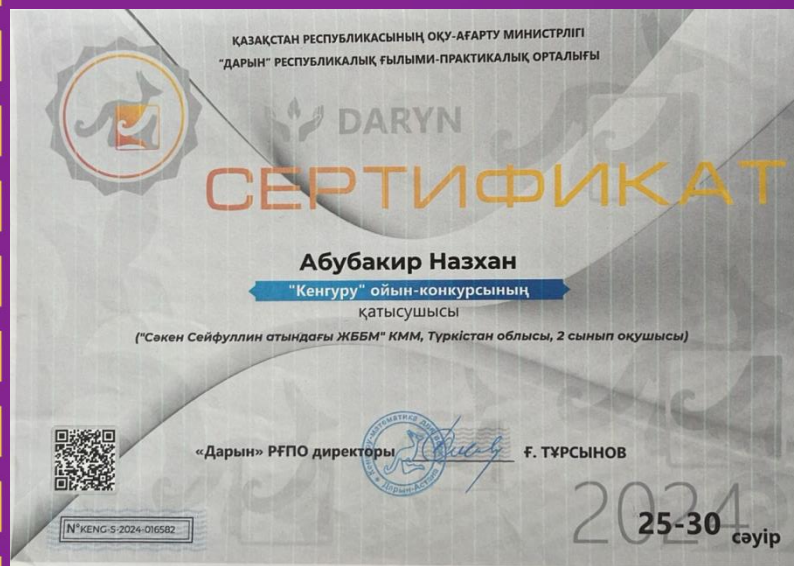 ҚАЗАҚСТАН РЕСПУБЛИКАСЫНЫҢ ОҚУ-АҒАРТУ МИНИСТРЛІГІ
"ДАРЫН" РЕСПУБЛИКАЛЫҚ ҒЫЛЫМИ-ПРАКТИКАЛЫҚ ОРТАЛЫҒЫ
DARYN
СЕРТИФИКАТ
Абубакир Назхан
"Кенгуру" ойын-конкурсының
қатысушысы
("Сәкен Сейфуллин атындағы ЖББМ" КММ, Түркістан облысы, 2 сынып оқушысы)
«Дарын» РҒПО директоры Ғ. ТҰРСЫНОВ
N°KENG-S-2024-016582
2024
25-30 сәуір